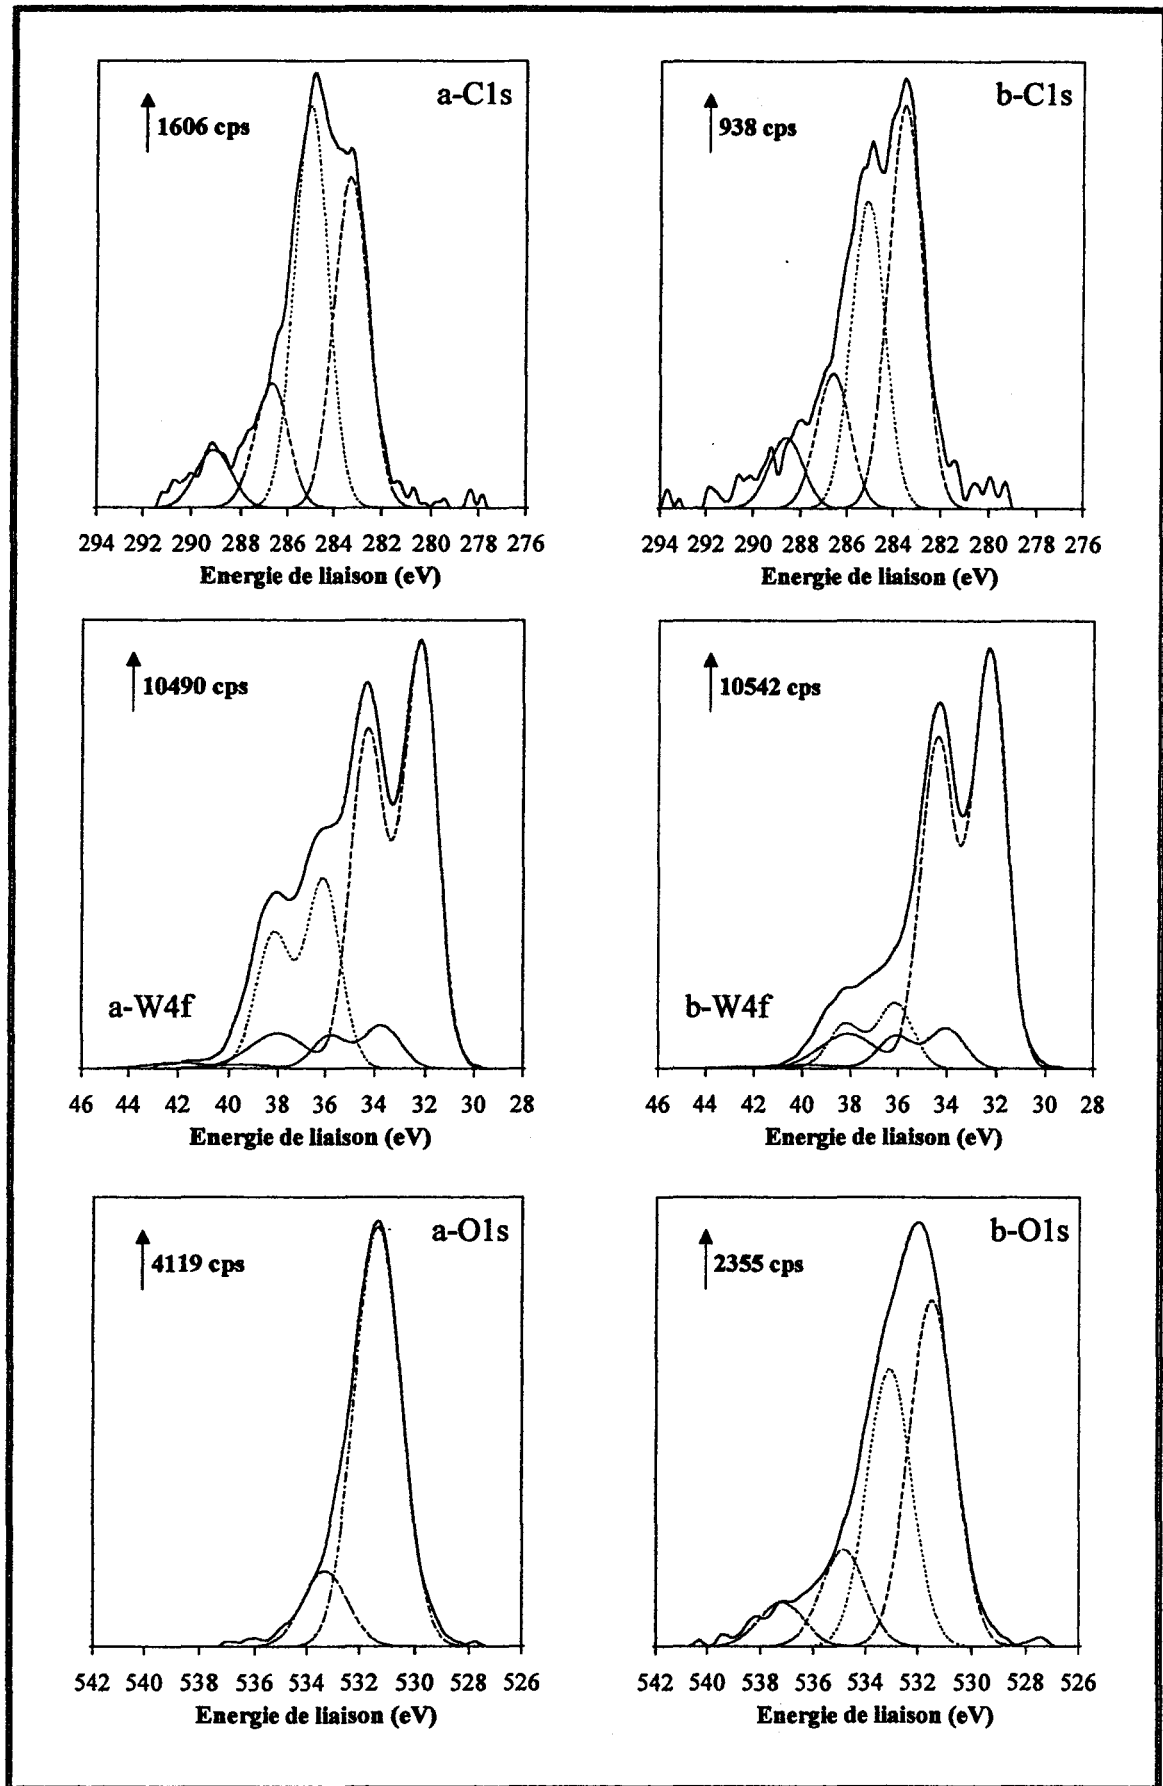 a-C1s
1606 cps
294 292 290 288 286 284 282 280 278 276
Energie de liaison (eV)
b-C1s
938 cps
294 292 290 288 286 284 282 280 278 276
Energie de liaison (eV)
10490 cps
a-W4f
46 44 42 40 38 36 34 32 30 28
Energie de liaison (eV)
10542 cps
b-W4f
46 44 42 40 38 36 34 32 30 28
Energie de liaison (eV)
a-O1s
4119 cps
542 540 538 536 534 532 530 528 526
Energie de liaison (eV)
b-O1s
2355 cps
542 540 538 536 534 532 530 528 526
Energie de liaison (eV)